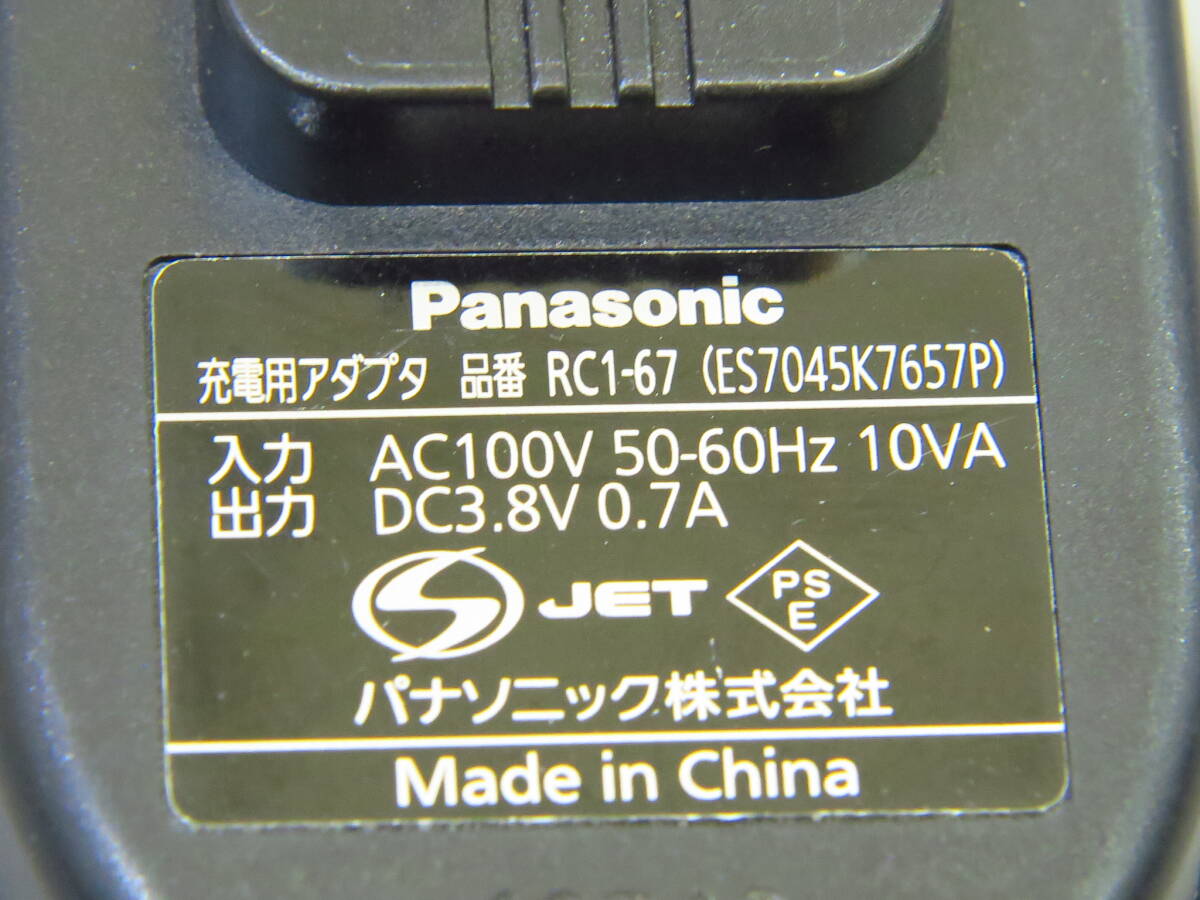 Panasonic
充電用アダプタ 品番 RC1-67 (ES7045K7657P)
入力 AC100V 50-60Hz 10VA
出力 DC3.8V 0.7A
S JET PSE
パナソニック株式会社
Made in China